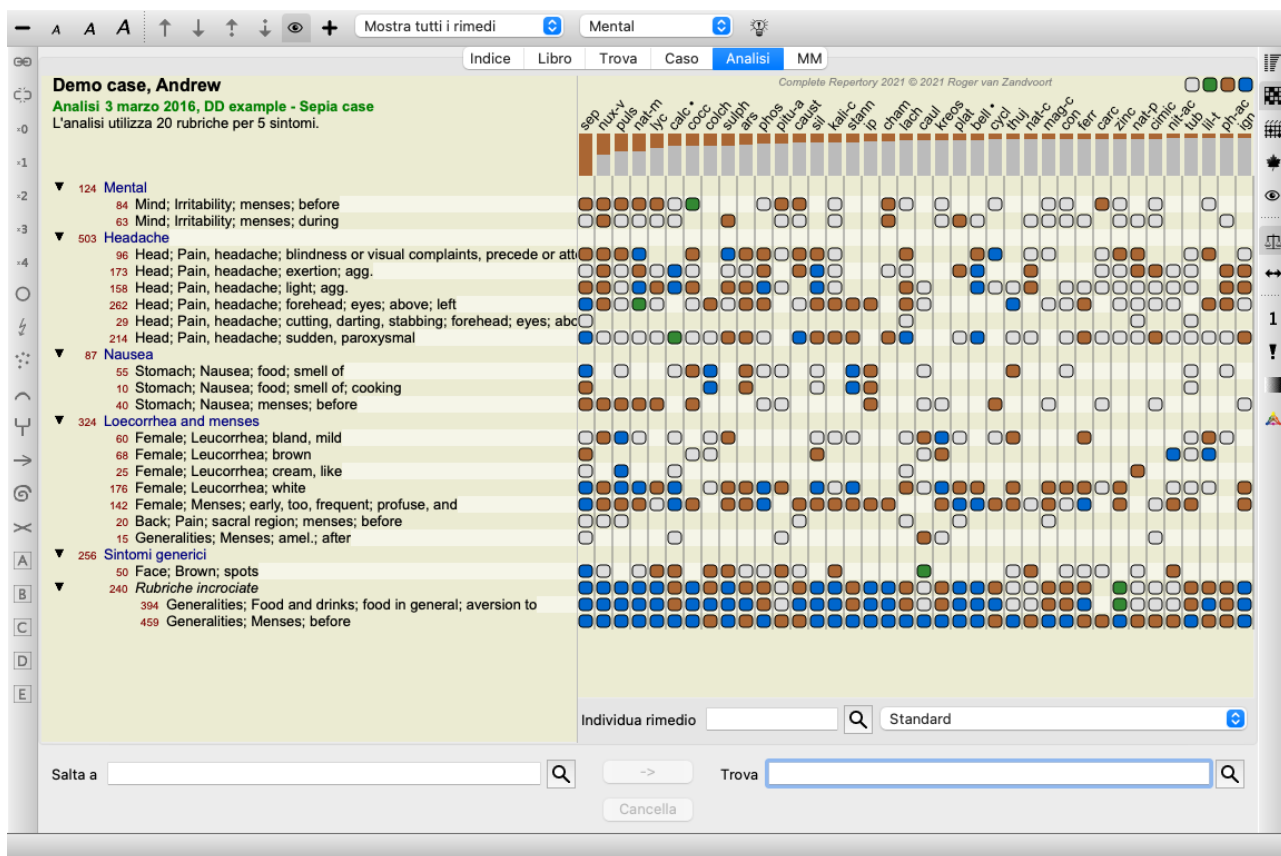 A A A Mostra tutti i rimedi Mental
Indice Libro Trova Caso Analisi MM
Demo case, Andrew
Analisi 3 marzo 2016, DD example - Sepia case
L'analisi utilizza 20 rubriche per 5 sintomi.
Complete Repertory 2021 © 2021 Roger van Zandvoort
sep nux-v puls nat-m lyc calc • cocc colch sulph ars phos pitu-a caust sil kali-c stann ip cham lach caul kreos plat bell • cycl thuj nat-c mag-c con ferr carc zinc nat-p cimic nit-ac tub lil-t ph-ac ign
124 Mental
84 Mind; Irritability; menses; before
63 Mind; Irritability; menses; during
503 Headache
96 Head; Pain, headache; blindness or visual complaints, precede or att
173 Head; Pain, headache; exertion; agg.
158 Head; Pain, headache; light; agg.
262 Head; Pain, headache; forehead; eyes; above; left
29 Head; Pain, headache; cutting, darting, stabbing; forehead; eyes; abc
214 Head; Pain, headache; sudden, paroxysmal
87 Nausea
55 Stomach; Nausea; food; smell of
10 Stomach; Nausea; food; smell of; cooking
40 Stomach; Nausea; menses; before
324 Loecorrhea and menses
60 Female; Leucorrhea; bland, mild
68 Female; Leucorrhea; brown
25 Female; Leucorrhea; cream, like
176 Female; Leucorrhea; white
142 Female; Menses; early, too, frequent; profuse, and
20 Back; Pain; sacral region; menses; before
15 Generalities; Menses; amel.; after
256 Sintomi generici
50 Face; Brown; spots
240 Rubriche incrociate
394 Generalities; Food and drinks; food in general; aversion to
459 Generalities; Menses; before
×0
×1
×2
×3
×4
A
B
C
D
E
1
!
Individua rimedio Standard
Salta a -> Trova
Cancella